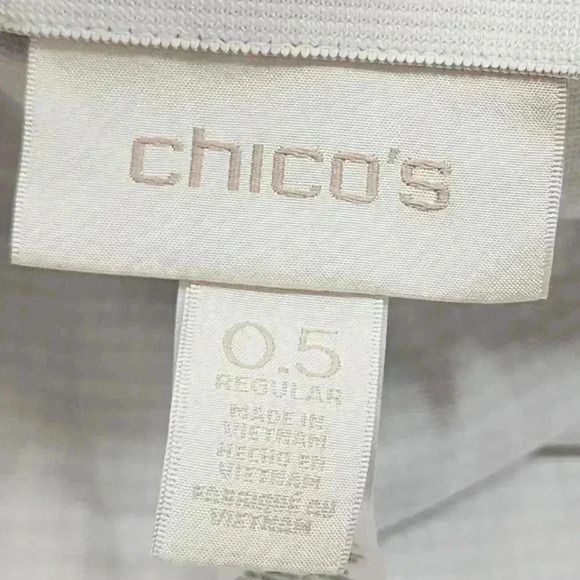 chico's
0.5
REGULAR
MADE IN
VIETNAM
HECHO EN
VIETNAM
FABRIQUÉ AU
VIETNAM